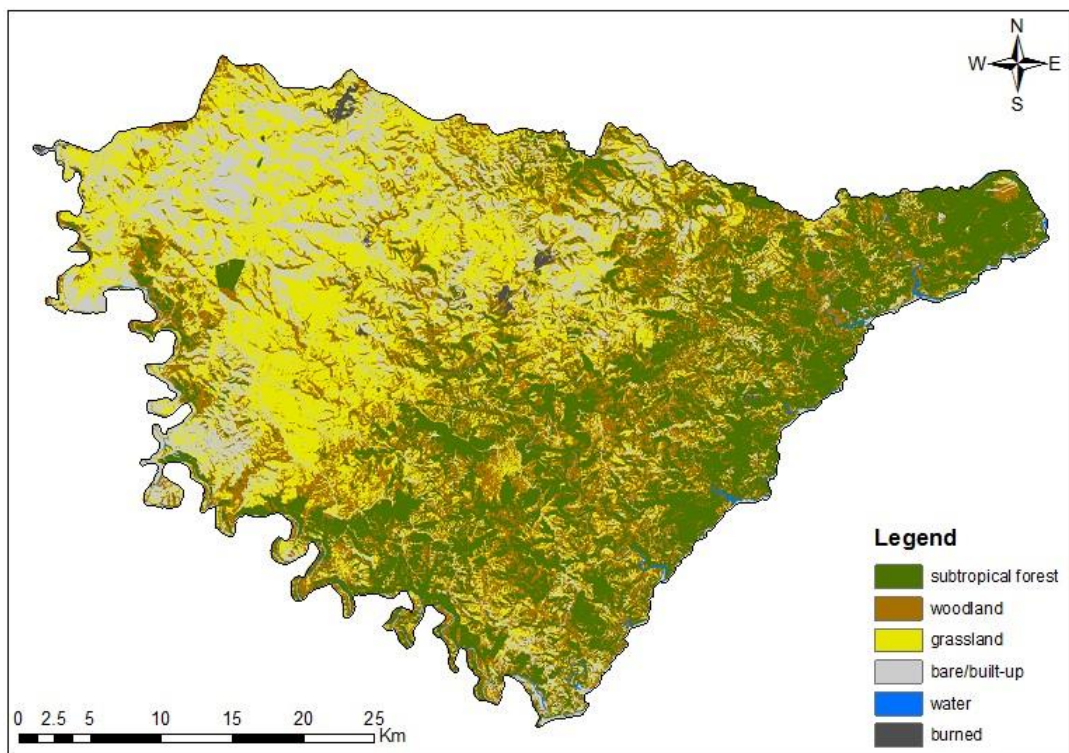 N
W E
S
Legend
subtropical forest
woodland
grassland
bare/built-up
water
burned
0 2.5 5 10 15 20 25
Km